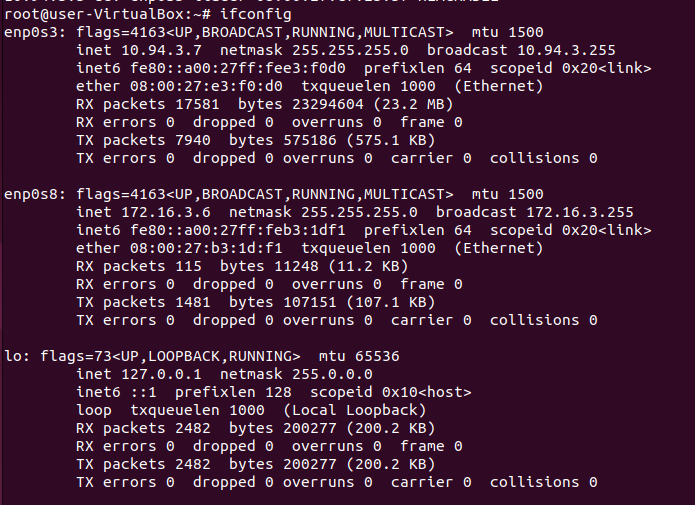 root@user-VirtualBox:~# ifconfig
enp0s3: flags=4163<UP,BROADCAST,RUNNING,MULTICAST>  mtu 1500
        inet 10.94.3.7  netmask 255.255.255.0  broadcast 10.94.3.255
        inet6 fe80::a00:27ff:fee3:f0d0  prefixlen 64  scopeid 0x20<link>
        ether 08:00:27:e3:f0:d0  txqueuelen 1000  (Ethernet)
        RX packets 17581  bytes 23294604 (23.2 MB)
        RX errors 0  dropped 0  overruns 0  frame 0
        TX packets 7940  bytes 575186 (575.1 KB)
        TX errors 0  dropped 0 overruns 0  carrier 0  collisions 0

enp0s8: flags=4163<UP,BROADCAST,RUNNING,MULTICAST>  mtu 1500
        inet 172.16.3.6  netmask 255.255.255.0  broadcast 172.16.3.255
        inet6 fe80::a00:27ff:feb3:1df1  prefixlen 64  scopeid 0x20<link>
        ether 08:00:27:b3:1d:f1  txqueuelen 1000  (Ethernet)
        RX packets 115  bytes 11248 (11.2 KB)
        RX errors 0  dropped 0  overruns 0  frame 0
        TX packets 1481  bytes 107151 (107.1 KB)
        TX errors 0  dropped 0 overruns 0  carrier 0  collisions 0

lo: flags=73<UP,LOOPBACK,RUNNING>  mtu 65536
        inet 127.0.0.1  netmask 255.0.0.0
        inet6 ::1  prefixlen 128  scopeid 0x10<host>
        loop  txqueuelen 1000  (Local Loopback)
        RX packets 2482  bytes 200277 (200.2 KB)
        RX errors 0  dropped 0  overruns 0  frame 0
        TX packets 2482  bytes 200277 (200.2 KB)
        TX errors 0  dropped 0 overruns 0  carrier 0  collisions 0